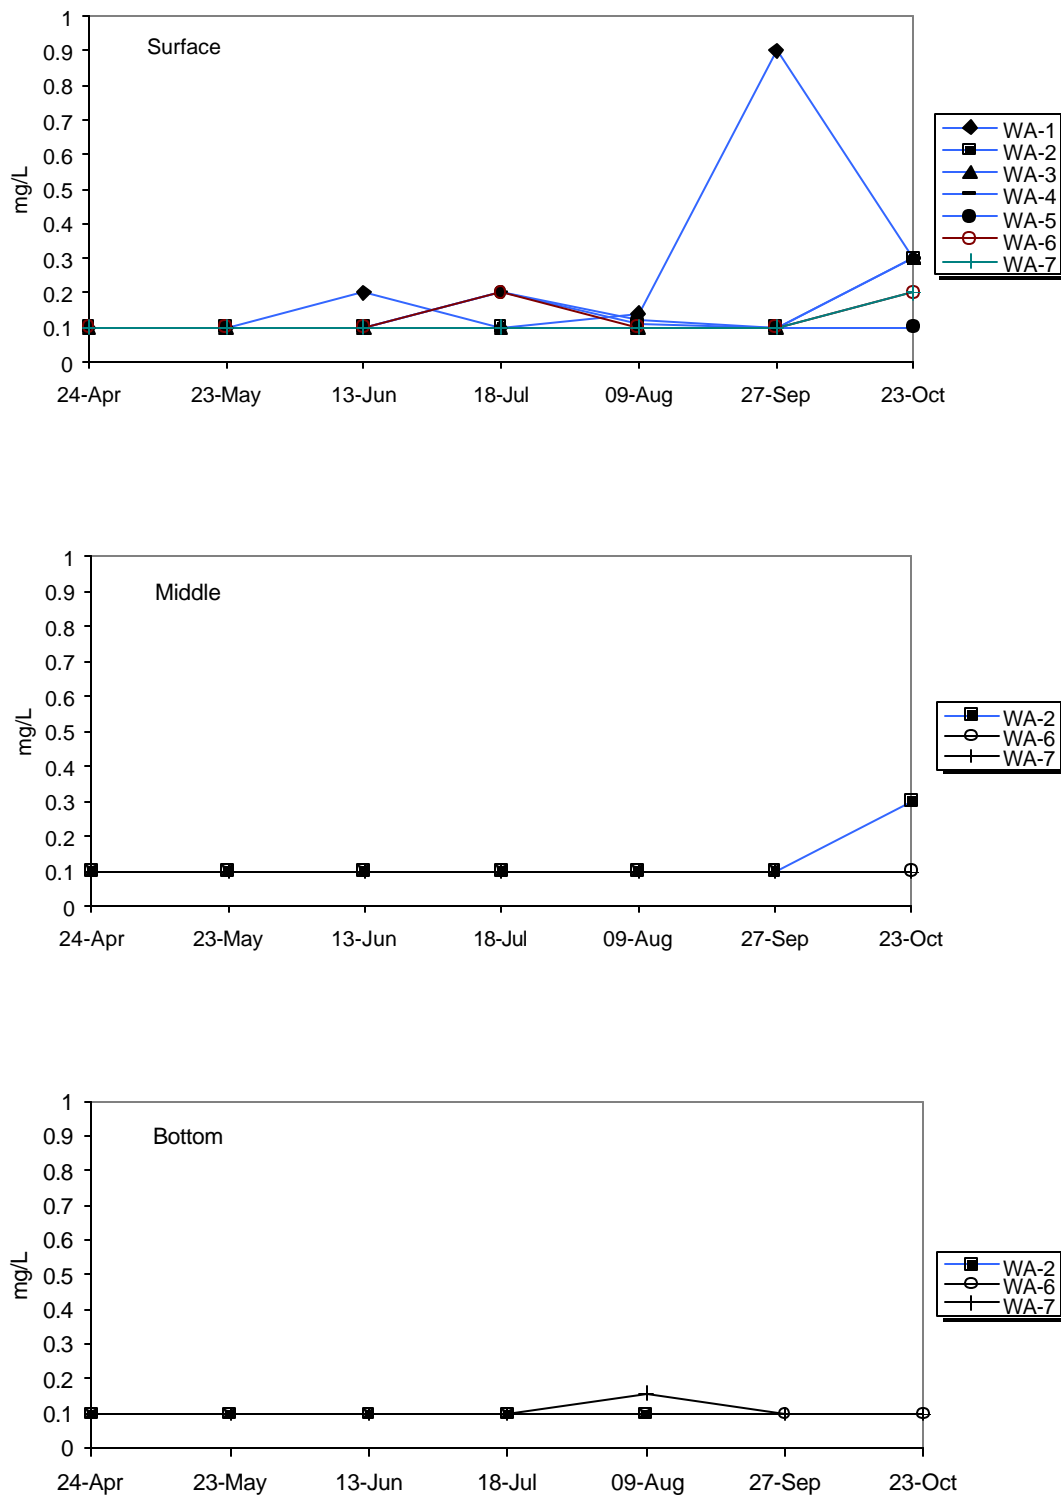 1
0.9
0.8
0.7
0.6
0.5
0.4
0.3
0.2
0.1
0
mg/L
Surface
24-Apr 23-May 13-Jun 18-Jul 09-Aug 27-Sep 23-Oct
WA-1
WA-2
WA-3
WA-4
WA-5
WA-6
WA-7
1
0.9
0.8
0.7
0.6
0.5
0.4
0.3
0.2
0.1
0
mg/L
Middle
24-Apr 23-May 13-Jun 18-Jul 09-Aug 27-Sep 23-Oct
WA-2
WA-6
WA-7
1
0.9
0.8
0.7
0.6
0.5
0.4
0.3
0.2
0.1
0
mg/L
Bottom
24-Apr 23-May 13-Jun 18-Jul 09-Aug 27-Sep 23-Oct
WA-2
WA-6
WA-7